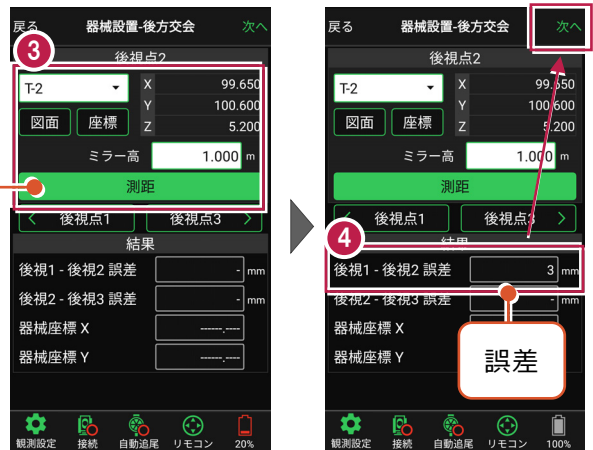 戻る 器械設置-後方交会 次へ
3
後視点2
T-2
X 99.650
Y 100.600
Z 5.200
図面 座標
ミラー高 1.000 m
測距
後視点1 後視点3
結果
後視1 - 後視2 誤差 - mm
後視2 - 後視3 誤差 - mm
器械座標 X ------.----
器械座標 Y ------.----
観測設定 接続 自動追尾 リモコン 20%
戻る 器械設置-後方交会 次へ
後視点2
T-2
X 99.650
Y 100.600
Z 5.200
図面 座標
ミラー高 1.000 m
測距
後視点1 後視点3
4
結果
後視1 - 後視2 誤差 3 mm
後視2 - 後視3 誤差 - mm
器械座標 X
器械座標 Y
誤差
観測設定 接続 自動追尾 リモコン 100%